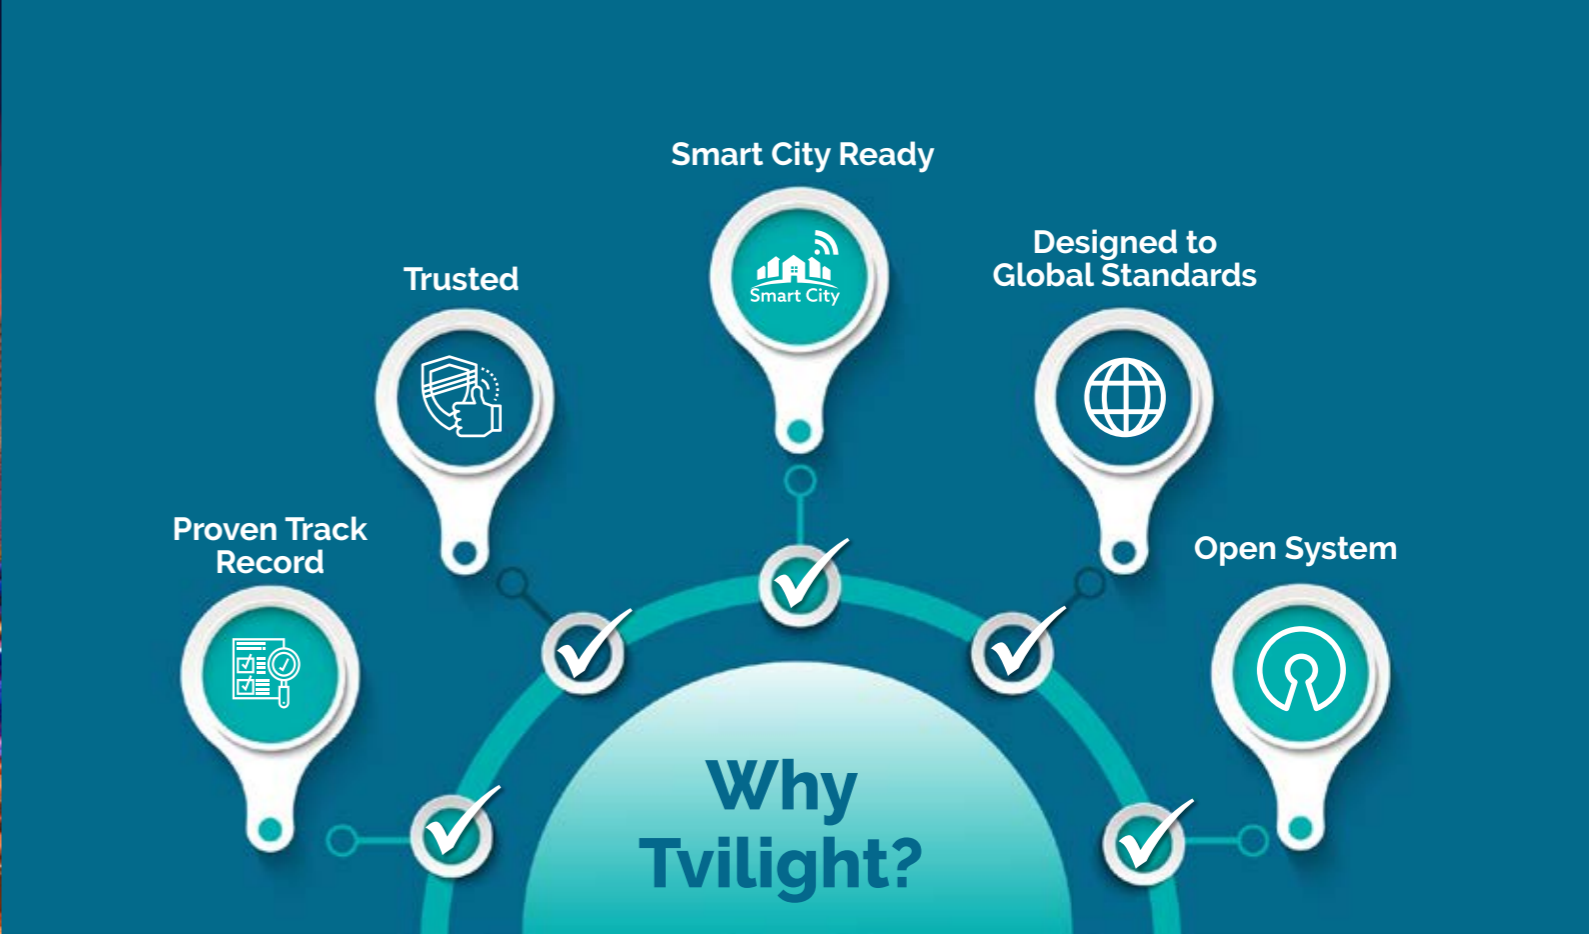 Smart City Ready
Smart City
Designed to
Global Standards
Trusted
Proven Track
Record
Open System
Why
Tvilight?